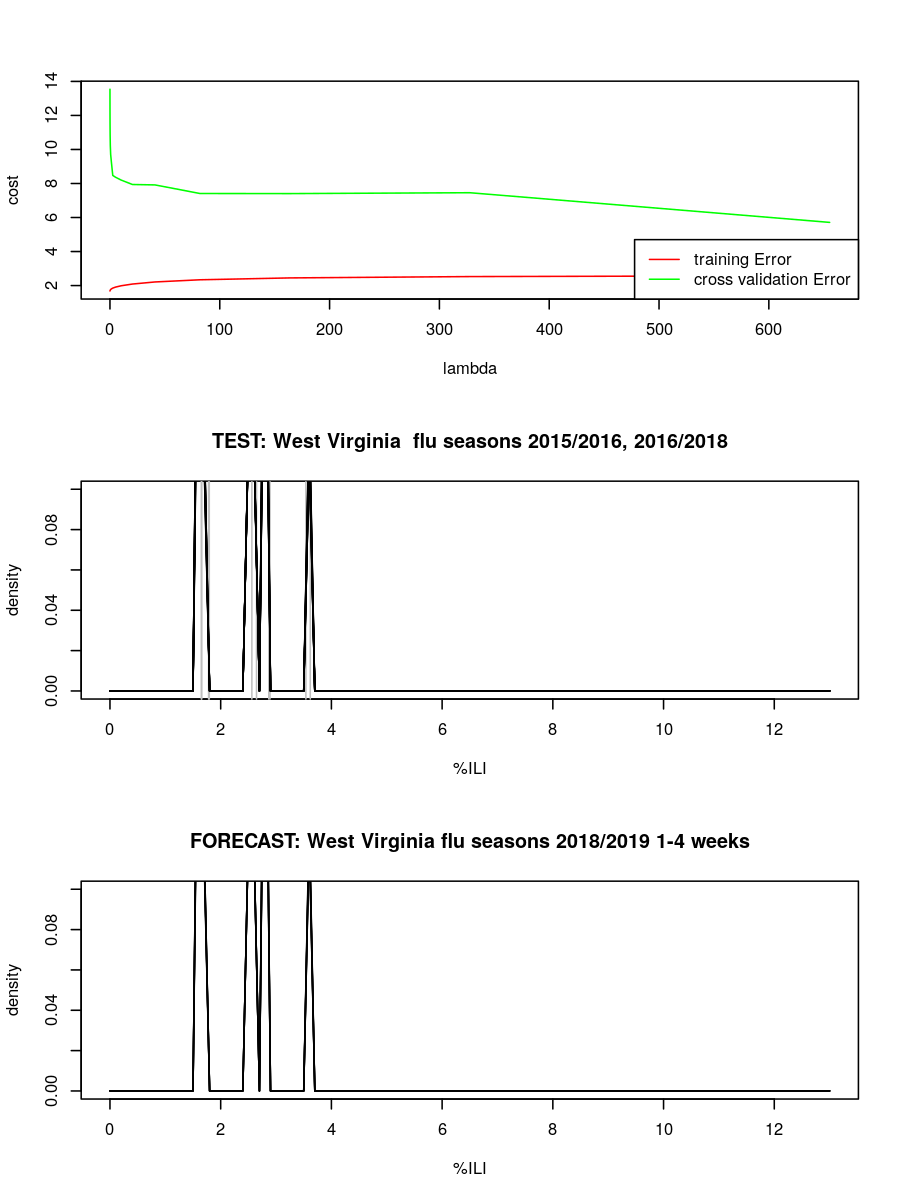 14
12
10
8
6
4
2
cost
training Error
cross validation Error
0 100 200 300 400 500 600
lambda
TEST: West Virginia  flu seasons 2015/2016, 2016/2018
0.08
0.04
0.00
density
0 2 4 6 8 10 12
%ILI
FORECAST: West Virginia flu seasons 2018/2019 1-4 weeks
0.08
0.04
0.00
density
0 2 4 6 8 10 12
%ILI